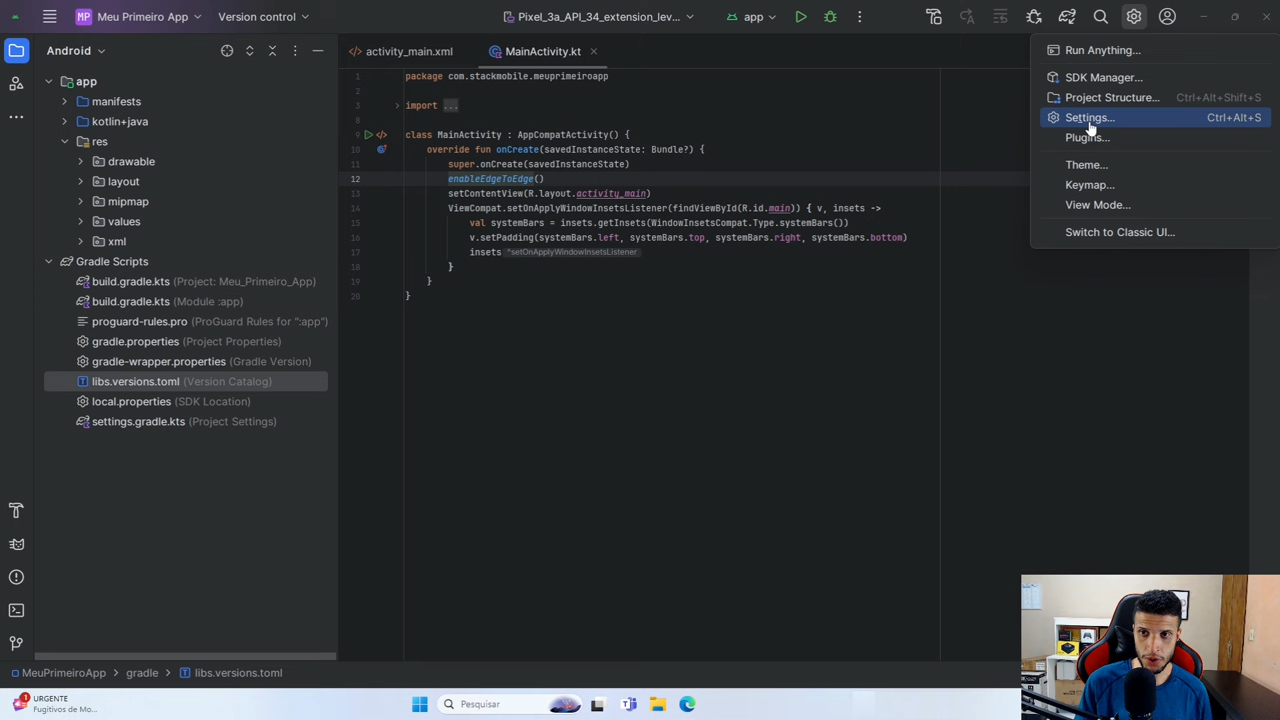 MP Meu Primeiro App Version control Pixel_3a_API_34_extension_lev... app
Android
activity_main.xml MainActivity.kt
app
manifests
kotlin+java
res
drawable
layout
mipmap
values
xml
Gradle Scripts
build.gradle.kts (Project: Meu_Primeiro_App)
build.gradle.kts (Module :app)
proguard-rules.pro (ProGuard Rules for ":app")
gradle.properties (Project Properties)
gradle-wrapper.properties (Gradle Version)
libs.versions.toml (Version Catalog)
local.properties (SDK Location)
settings.gradle.kts (Project Settings)
1 package com.stackmobile.meuprimeiroapp
2
3 import ...
8
9 class MainActivity : AppCompatActivity() {
10 override fun onCreate(savedInstanceState: Bundle?) {
11 super.onCreate(savedInstanceState)
12 enableEdgeToEdge()
13 setContentView(R.layout.activity_main)
14 ViewCompat.setOnApplyWindowInsetsListener(findViewById(R.id.main)) { v, insets ->
15 val systemBars = insets.getInsets(WindowInsetsCompat.Type.systemBars())
16 v.setPadding(systemBars.left, systemBars.top, systemBars.right, systemBars.bottom)
17 insets ^setOnApplyWindowInsetsListener
18 }
19 }
20 }
Run Anything...
SDK Manager...
Project Structure... Ctrl+Alt+Shift+S
Settings... Ctrl+Alt+S
Plugins...
Theme...
Keymap...
View Mode...
Switch to Classic UI...
MeuPrimeiroApp > gradle > libs.versions.toml
1 URGENTE
Fugitivos de Mo...
Pesquisar